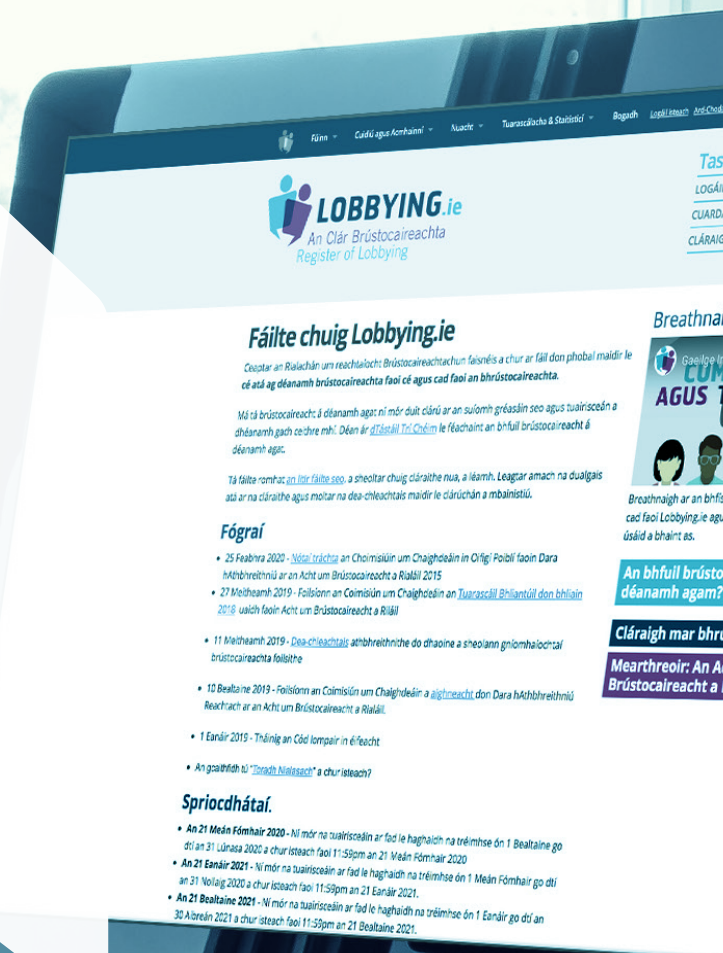 Fúinn
Cuidiú agus Acmhainní
Nuacht
Tuarascálacha & Staitisticí
Bogadh
Logáil Isteach
LOBBYING.ie
An Clár Brústocaireachta
Register of Lobbying
Fáilte chuig Lobbying.ie
Ceaptar an Rialachán um reachtaíocht Brústocaireachtachun faisnéis a chur ar fáil don phobal maidir le
cé atá ag déanamh brústocaireachta faoi cé agus cad faoi an bhrústocaireachta.
Má tá brústocaireacht á déanamh agat ní mór duit clárú ar an suíomh gréasáin seo agus tuairisceán a
dhéanamh gach ceithre mhí. Déan ár dTástáil Trí Chéim le féachaint an bhfuil brústocaireacht á
déanamh agat.
Tá fáilte romhat an litir fáilte seo, a sheoltar chuig cláraithe nua, a léamh. Leagtar amach na dualgais
atá ar na cláraithe agus moltar na dea-chleachtais maidir le clárúchán a mbainistiú.
Fógraí
• 25 Feabhra 2020 - Nótaí tráchta an Choimisiúin um Chaighdeáin in Oifigí Poiblí faoin Dara
hAthbhreithniú ar an Acht um Brústocaireacht a Rialáil 2015
• 27 Meitheamh 2019 - Foilsíonn an Coimisiún um Chaighdeáin an Tuarascáil Bhliantúil don bhliain
2018 uaidh faoin Acht um Brústocaireacht a Rialáil
• 11 Meitheamh 2019 - Dea-chleachtais athbhreithnithe do dhaoine a sheolann gníomhaíochtaí
brústocaireachta foilsithe
• 10 Bealtaine 2019 - Foilsíonn an Coimisiún um Chaighdeáin a aighneacht don Dara hAthbhreithniú
Reachtach ar an Acht um Brústocaireacht a Rialáil.
• 1 Eanáir 2019 - Tháinig an Cód Iompair in éifeacht
• An gcaithfidh tú "Toradh Nialasach" a chur isteach?
Spriocdhátaí.
• An 21 Meán Fómhair 2020 - Ní mór na tuairisceáin ar fad le haghaidh na tréimhse ón 1 Bealtaine go
dtí an 31 Lúnasa 2020 a chur isteach faoi 11:59pm an 21 Meán Fómhair 2020
• An 21 Eanáir 2021 - Ní mór na tuairisceáin ar fad le haghaidh na tréimhse ón 1 Meán Fómhair go dtí
an 31 Nollaig 2020 a chur isteach faoi 11:59pm an 21 Eanáir 2021.
• An 21 Bealtaine 2021 - Ní mór na tuairisceáin ar fad le haghaidh na tréimhse ón 1 Eanáir go dtí an
30 Aibreán 2021 a chur isteach faoi 11:59pm an 21 Bealtaine 2021.
Tas
LOGÁI
CUARD
CLÁRAIG
Breathnai
Gaeilge
CUM
AGUS T
Breathnaigh ar an bhfís
cad faoi Lobbying.ie agu
úsáid a bhaint as.
An bhfuil brústo
déanamh agam?
Cláraigh mar bhrú
Mearthreoir: An A
Brústocaireacht a